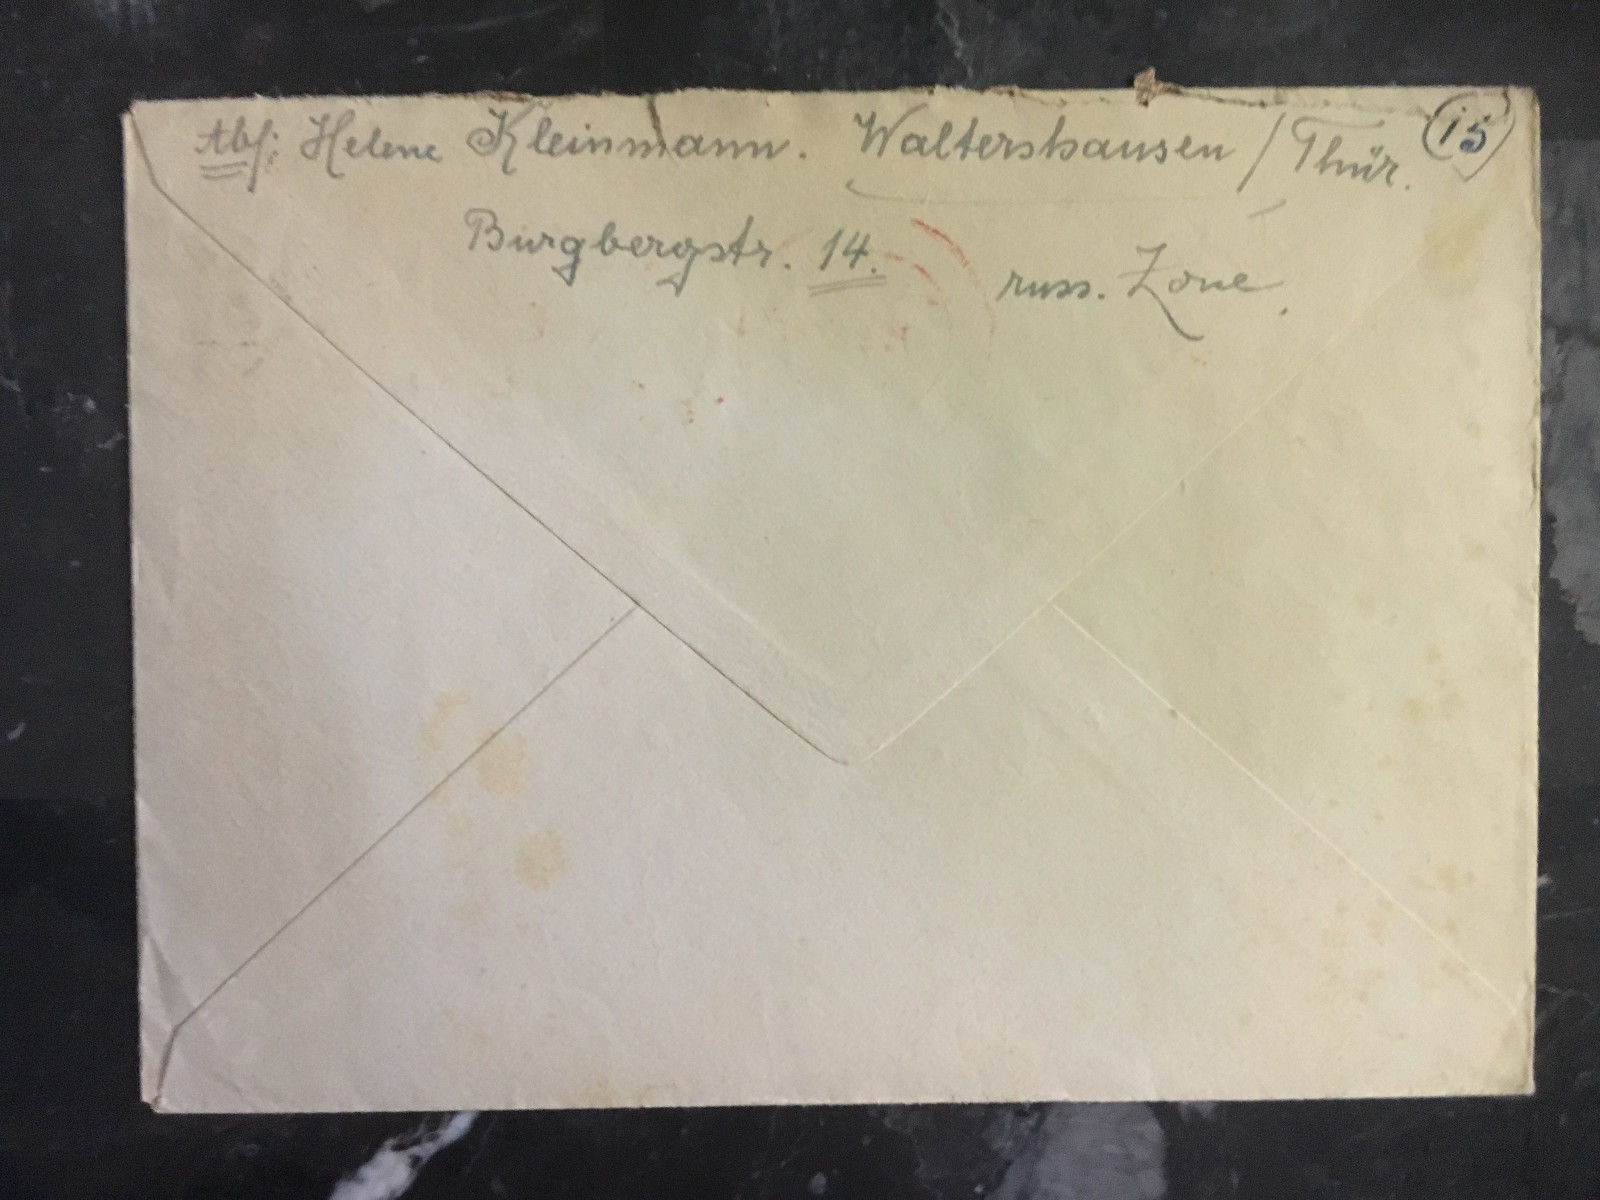 Abs: Helene Kleinmann. Waltershausen / Thür. (15)
Burgbergstr. 14. russ. Zone.